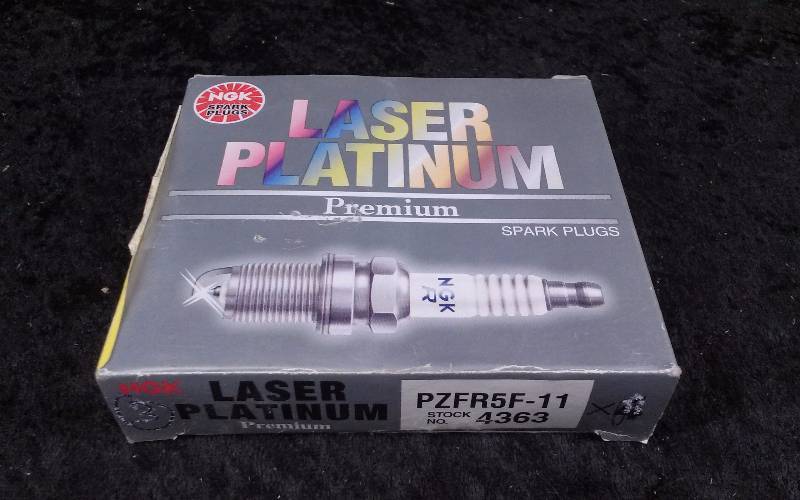 NGK
SPARK
PLUGS
LASER
PLATINUM
Premium
SPARK PLUGS
NGK
R
NGK
LASER
PLATINUM
Premium
PZFR5F-11
STOCK
NO. 4363